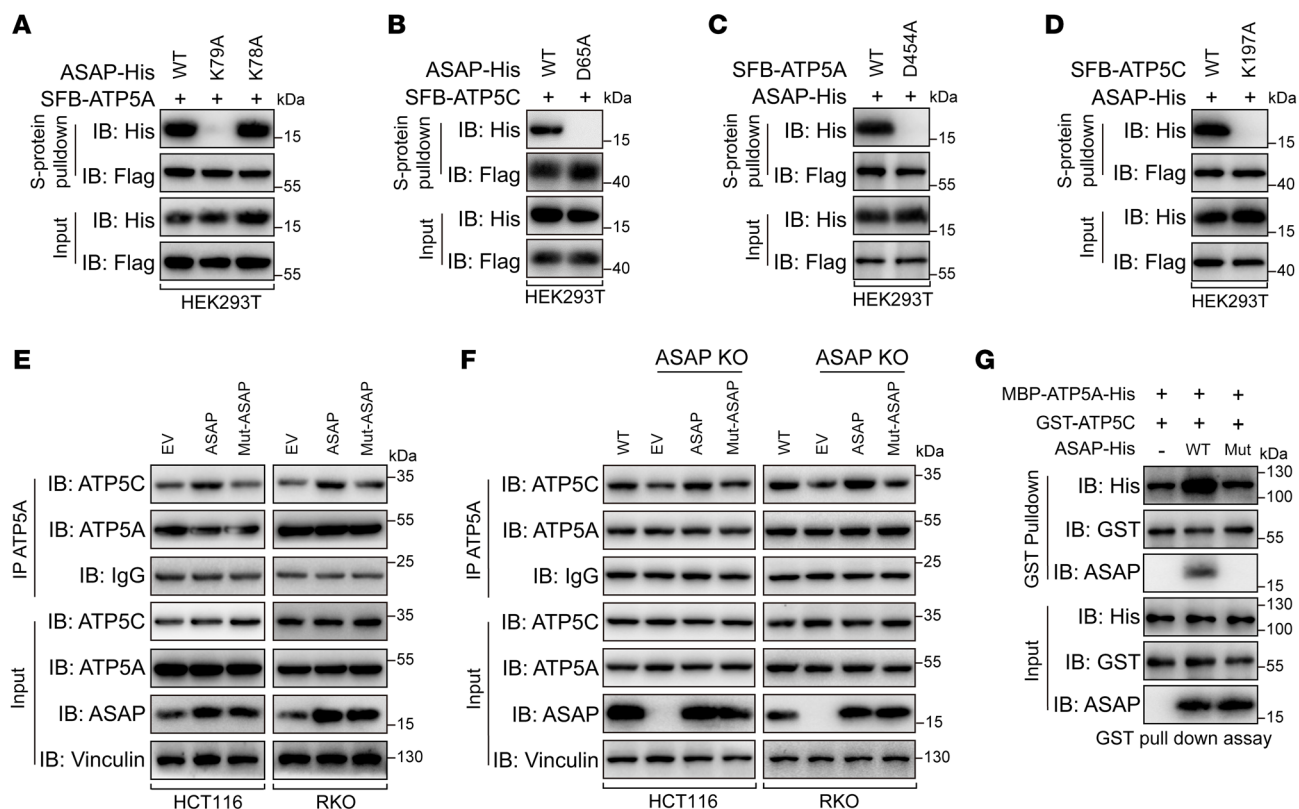 A
ASAP-His WT K79A K78A
SFB-ATP5A + + + kDa
S-protein pulldown
IB: His 15
IB: Flag 55
Input
IB: His 15
IB: Flag 55
HEK293T
B
ASAP-His WT D65A
SFB-ATP5C + + kDa
S-protein pulldown
IB: His 15
IB: Flag 40
Input
IB: His 15
IB: Flag 40
HEK293T
C
SFB-ATP5A WT D454A
ASAP-His + + kDa
S-protein pulldown
IB: His 15
IB: Flag 55
Input
IB: His 15
IB: Flag 55
HEK293T
D
SFB-ATP5C WT K197A
ASAP-His + + kDa
S-protein pulldown
IB: His 15
IB: Flag 40
Input
IB: His 15
IB: Flag 40
HEK293T
E
EV ASAP Mut-ASAP EV ASAP Mut-ASAP kDa
IP ATP5A
IB: ATP5C 35
IB: ATP5A 55
IB: IgG 25
Input
IB: ATP5C 35
IB: ATP5A 55
IB: ASAP 15
IB: Vinculin 130
HCT116 RKO
F
ASAP KO ASAP KO
WT EV ASAP Mut-ASAP WT EV ASAP Mut-ASAP kDa
IP ATP5A
IB: ATP5C 35
IB: ATP5A 55
IB: IgG 25
Input
IB: ATP5C 35
IB: ATP5A 55
IB: ASAP 15
IB: Vinculin 130
HCT116 RKO
G
MBP-ATP5A-His + + +
GST-ATP5C + + +
ASAP-His - WT Mut kDa
GST Pulldown
IB: His 130 100
IB: GST 55
IB: ASAP 15
Input
IB: His 130 100
IB: GST 55
IB: ASAP 15
GST pull down assay